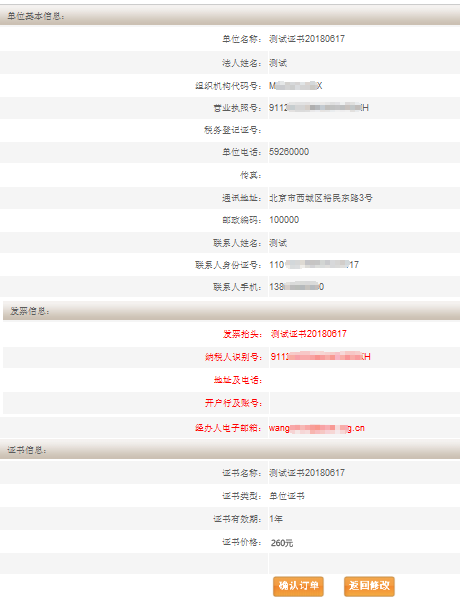 单位基本信息:
单位名称: 测试证书20180617
法人姓名: 测试
组织机构代码号: M X
营业执照号: 911 H
税务登记证号:
单位电话: 59260000
传真:
通讯地址: 北京市西城区裕民东路3号
邮政编码: 100000
联系人姓名: 测试
联系人身份证号: 110 17
联系人手机: 138 0
发票信息:
发票抬头: 测试证书20180617
纳税人识别号: 911 H
地址及电话:
开户行及账号:
经办人电子邮箱: wang g.cn
证书信息:
证书名称: 测试证书20180617
证书类型: 单位证书
证书有效期: 1年
证书价格: 260元
确认订单 返回修改